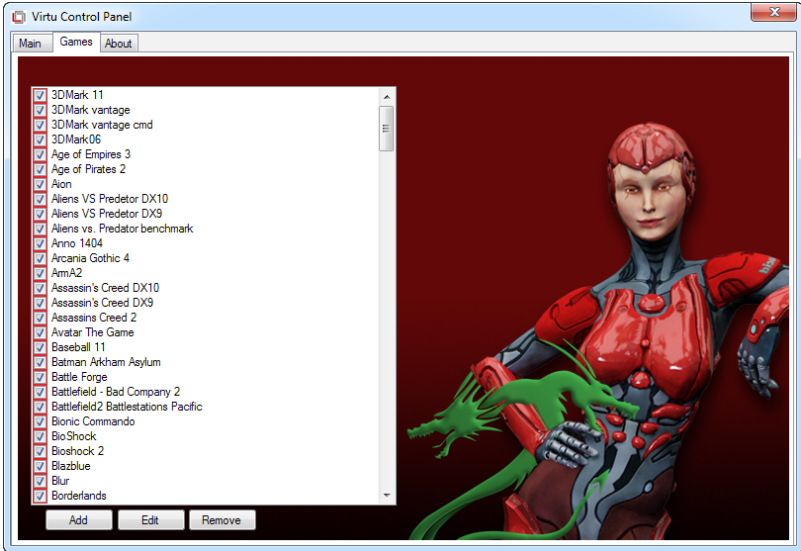 Virtu Control Panel
Main Games About
3DMark 11
3DMark vantage
3DMark vantage cmd
3DMark06
Age of Empires 3
Age of Pirates 2
Aion
Aliens VS Predetor DX10
Aliens VS Predetor DX9
Aliens vs. Predator benchmark
Anno 1404
Arcania Gothic 4
ArmA2
Assassin's Creed DX10
Assassin's Creed DX9
Assassins Creed 2
Avatar The Game
Baseball 11
Batman Arkham Asylum
Battle Forge
Battlefield - Bad Company 2
Battlefield2 Battlestations Pacific
Bionic Commando
BioShock
Bioshock 2
Blazblue
Blur
Borderlands
Add Edit Remove